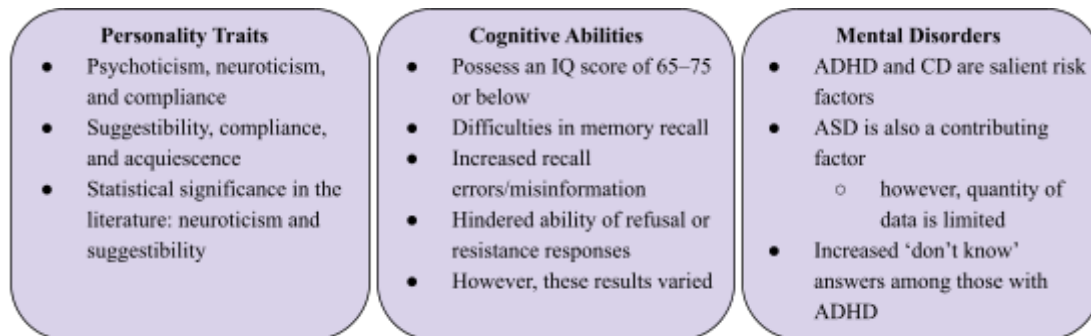 Personality Traits
● Psychoticism, neuroticism,
and compliance
● Suggestibility, compliance,
and acquiescence
● Statistical significance in the
literature: neuroticism and
suggestibility
Cognitive Abilities
● Possess an IQ score of 65–75
or below
● Difficulties in memory recall
● Increased recall
errors/misinformation
● Hindered ability of refusal or
resistance responses
● However, these results varied
Mental Disorders
● ADHD and CD are salient risk
factors
● ASD is also a contributing
factor
○ however, quantity of
data is limited
● Increased ‘don’t know’
answers among those with
ADHD